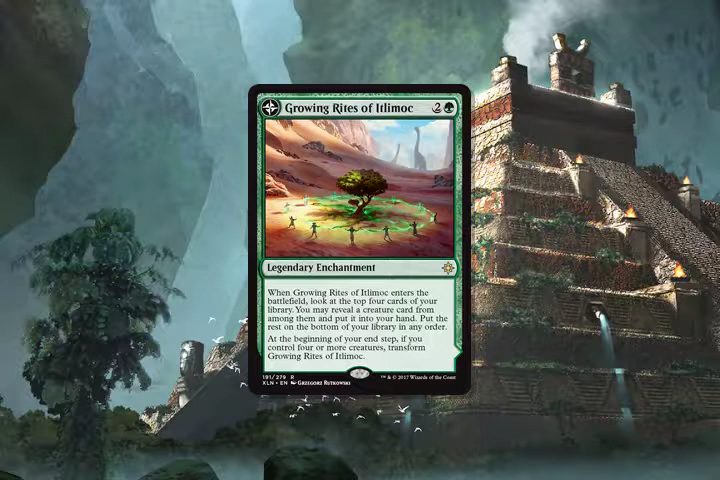 Growing Rites of Itlimoc 2
Legendary Enchantment
When Growing Rites of Itlimoc enters the
battlefield, look at the top four cards of your
library. You may reveal a creature card from
among them and put it into your hand. Put the
rest on the bottom of your library in any order.
At the beginning of your end step, if you
control four or more creatures, transform
Growing Rites of Itlimoc.
191/279 R
XLN • EN Grzegorz Rutkowski
™ & © 2017 Wizards of the Coast